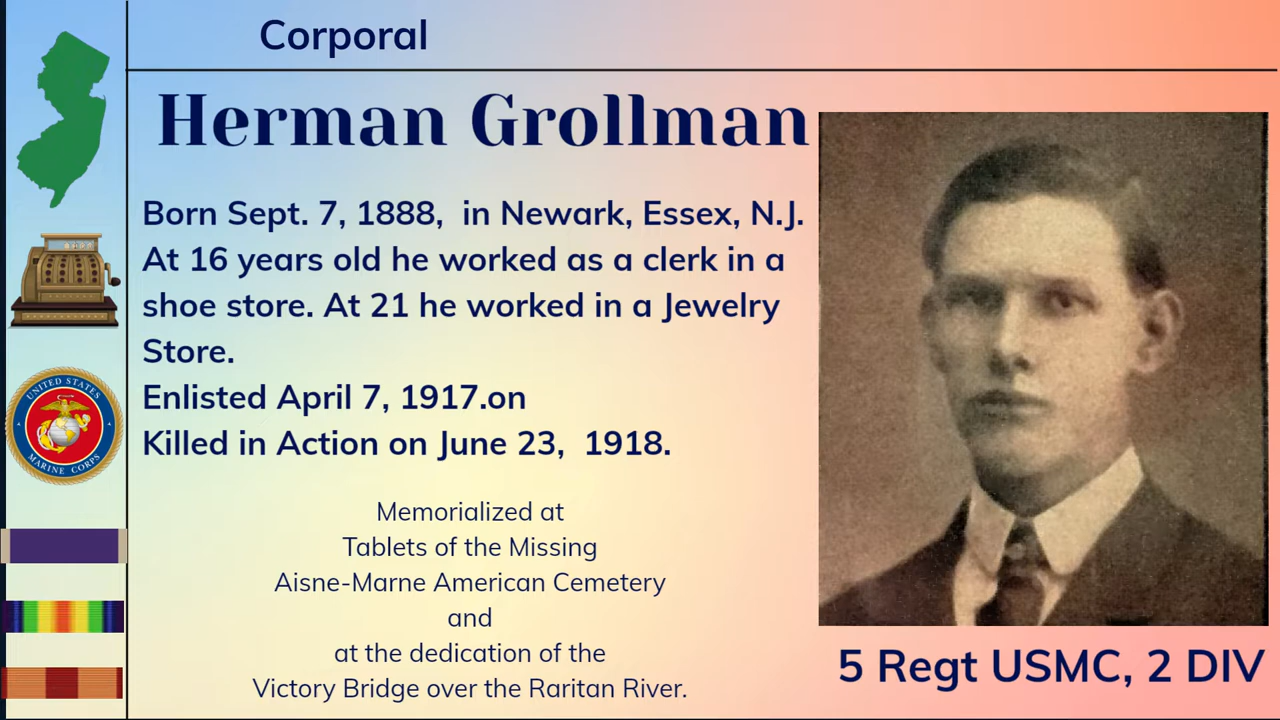 Corporal
Herman Grollman
Born Sept. 7, 1888,  in Newark, Essex, N.J.
At 16 years old he worked as a clerk in a
shoe store. At 21 he worked in a Jewelry
Store.
Enlisted April 7, 1917.on
Killed in Action on June 23,  1918.
UNITED STATES
MARINE CORPS
Memorialized at
Tablets of the Missing
Aisne-Marne American Cemetery
and
at the dedication of the
Victory Bridge over the Raritan River.
5 Regt USMC, 2 DIV